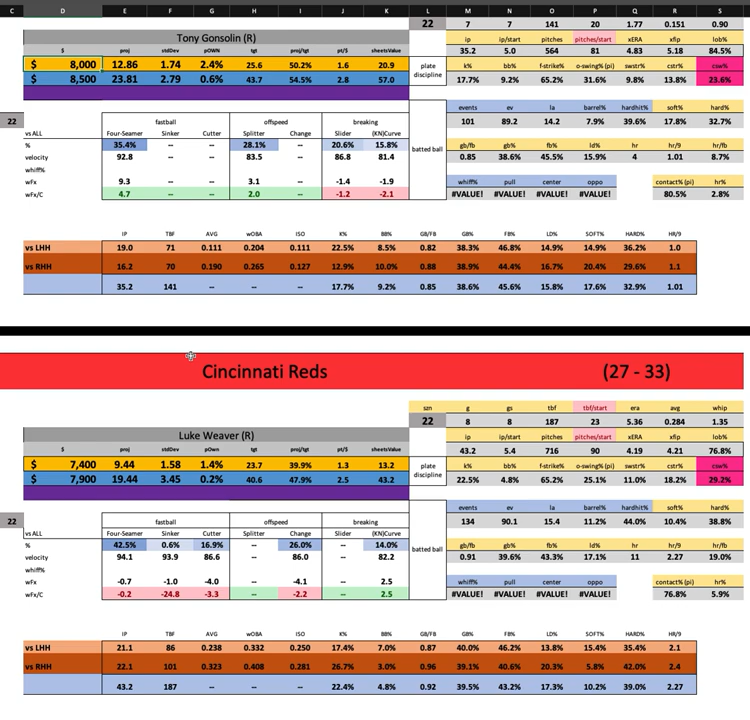 C D E F G H I J K L M N O P Q R S
22 7 7 141 20 1.77 0.151 0.90
Tony Gonsolin (R) ip ip/start pitches pitches/start xERA xfip lob%
35.2 5.0 564 81 4.83 5.18 84.5%
$ proj stdDev pOWN tgt proj/tgt pt/$ sheetsValue
$ 8,000 12.86 1.74 2.4% 25.6 50.2% 1.6 20.9 plate discipline k% bb% f-strike% o-swing% (pi) swstr% cstr% csw%
$ 8,500 23.81 2.79 0.6% 43.7 54.5% 2.8 57.0 17.7% 9.2% 65.2% 31.6% 9.8% 13.8% 23.6%
events ev la barrel% hardhit% soft% hard%
22 fastball offspeed breaking 101 89.2 14.2 7.9% 39.6% 17.8% 32.7%
vs ALL Four-Seamer Sinker Cutter Splitter Change Slider (KN)Curve
% 35.4% -- -- 28.1% -- 20.6% 15.8% batted ball gb/fb gb% fb% ld% hr hr/9 hr/fb
velocity 92.8 -- -- 83.5 -- 86.8 81.4 0.85 38.6% 45.5% 15.9% 4 1.01 8.7%
whiff%
wFx 9.3 3.1 -1.4 -1.9 whiff% pull center oppo contact% (pi) hr%
wFx/C 4.7 -- -- 2.0 -- -1.2 -2.1 #VALUE! #VALUE! #VALUE! #VALUE! 80.5% 2.8%
IP TBF AVG wOBA ISO K% BB% GB/FB GB% FB% LD% SOFT% HARD% HR/9
vs LHH 19.0 71 0.111 0.204 0.111 22.5% 8.5% 0.82 38.3% 46.8% 14.9% 14.9% 36.2% 1.0
vs RHH 16.2 70 0.190 0.265 0.127 12.9% 10.0% 0.88 38.9% 44.4% 16.7% 20.4% 29.6% 1.1
35.2 141 -- -- -- 17.7% 9.2% 0.85 38.6% 45.6% 15.8% 17.6% 32.9% 1.01
Cincinnati Reds (27 - 33)
szn g gs tbf tbf/start era avg whip
22 8 8 187 23 5.36 0.284 1.35
Luke Weaver (R) ip ip/start pitches pitches/start xERA xfip lob%
$ proj stdDev pOwn tgt proj/tgt pt/$ sheetsValue 43.2 5.4 716 90 4.19 4.21 76.8%
$ 7,400 9.44 1.58 1.4% 23.7 39.9% 1.3 13.2 plate discipline k% bb% f-strike% o-swing% (pi) swstr% cstr% csw%
$ 7,900 19.44 3.45 0.2% 40.6 47.9% 2.5 43.2 22.5% 4.8% 65.2% 25.1% 11.0% 18.2% 29.2%
events ev la barrel% hardhit% soft% hard%
22 fastball offspeed breaking 134 90.1 15.4 11.2% 44.0% 10.4% 38.8%
vs ALL Four-Seamer Sinker Cutter Splitter Change Slider (KN)Curve
% 42.5% 0.6% 16.9% -- 26.0% -- 14.0% batted ball gb/fb gb% fb% ld% hr hr/9 hr/fb
velocity 94.1 93.9 86.6 -- 86.0 -- 82.2 0.91 39.6% 43.3% 17.1% 11 2.27 19.0%
whiff%
wFx -0.7 -1.0 -4.0 -4.1 2.5 whiff% pull center oppo contact% (pi) hr%
wFx/C -0.2 -24.8 -3.3 -- -2.2 -- 2.5 #VALUE! #VALUE! #VALUE! #VALUE! 76.8% 5.9%
IP TBF AVG wOBA ISO K% BB% GB/FB GB% FB% LD% SOFT% HARD% HR/9
vs LHH 21.1 86 0.238 0.332 0.250 17.4% 7.0% 0.87 40.0% 46.2% 13.8% 15.4% 35.4% 2.1
vs RHH 22.1 101 0.323 0.408 0.281 26.7% 3.0% 0.96 39.1% 40.6% 20.3% 5.8% 42.0% 2.4
43.2 187 -- -- -- 22.4% 4.8% 0.92 39.5% 43.2% 17.3% 10.2% 39.0% 2.27